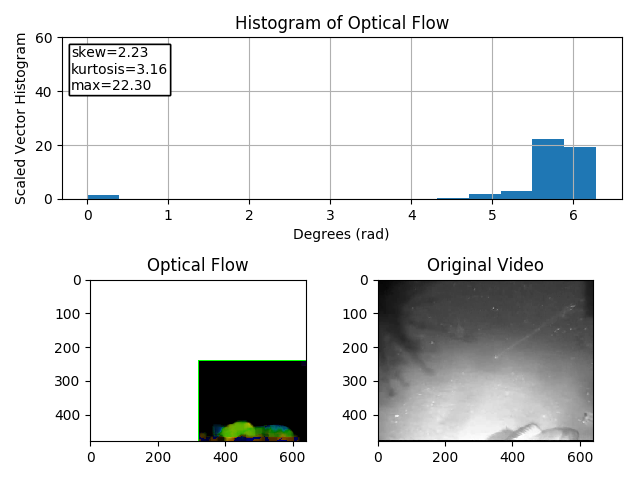 Histogram of Optical Flow
skew=2.23
kurtosis=3.16
max=22.30
Scaled Vector Histogram
60
40
20
0
0 1 2 3 4 5 6
Degrees (rad)
Optical Flow
0
100
200
300
400
0 200 400 600
Original Video
0
100
200
300
400
0 200 400 600